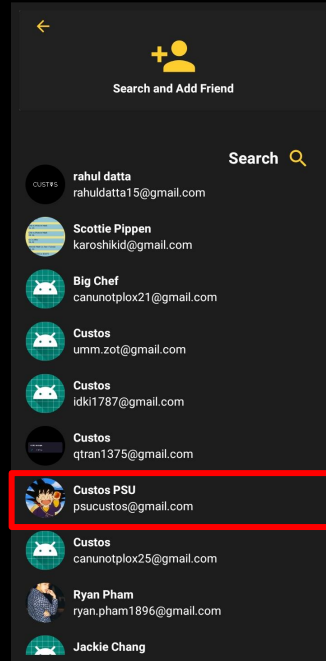 Search and Add Friend
Search
CUSTOS
rahul datta
rahuldatta15@gmail.com
Scottie Pippen
karoshikid@gmail.com
Big Chef
canunotplox21@gmail.com
Custos
umm.zot@gmail.com
Custos
idki1787@gmail.com
Custos
qtran1375@gmail.com
Custos PSU
psucustos@gmail.com
Custos
canunotplox25@gmail.com
Ryan Pham
ryan.pham1896@gmail.com
Jackie Chang